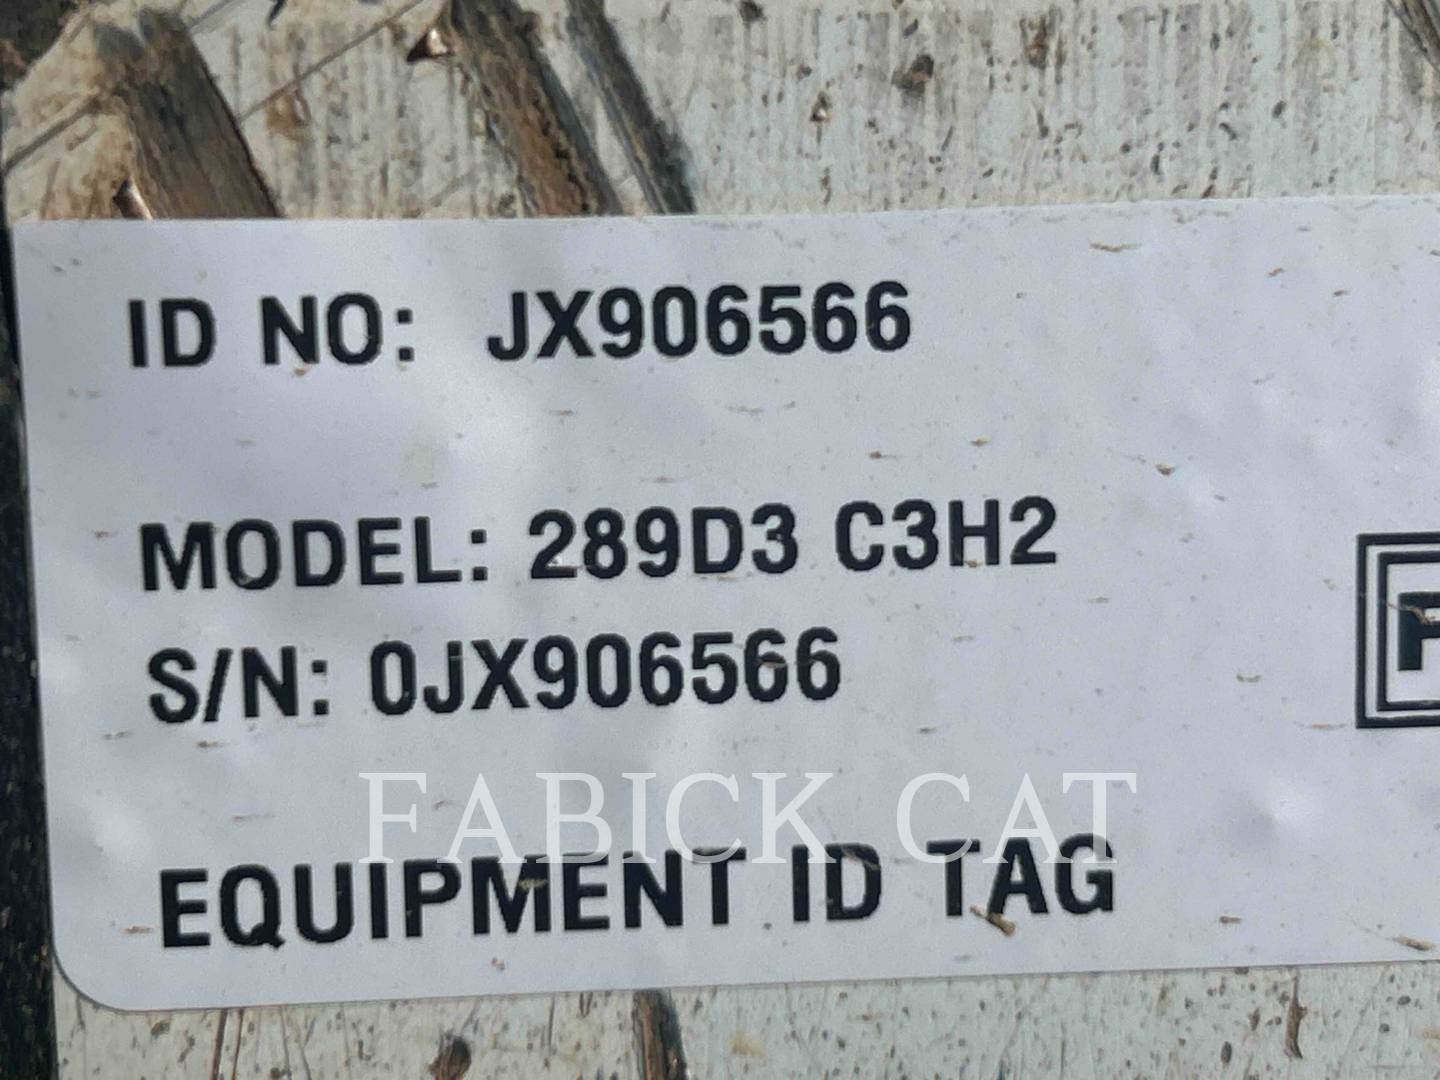 ID NO: JX906566
MODEL: 289D3 C3H2
S/N: 0JX906566
FABICK CAT
EQUIPMENT ID TAG